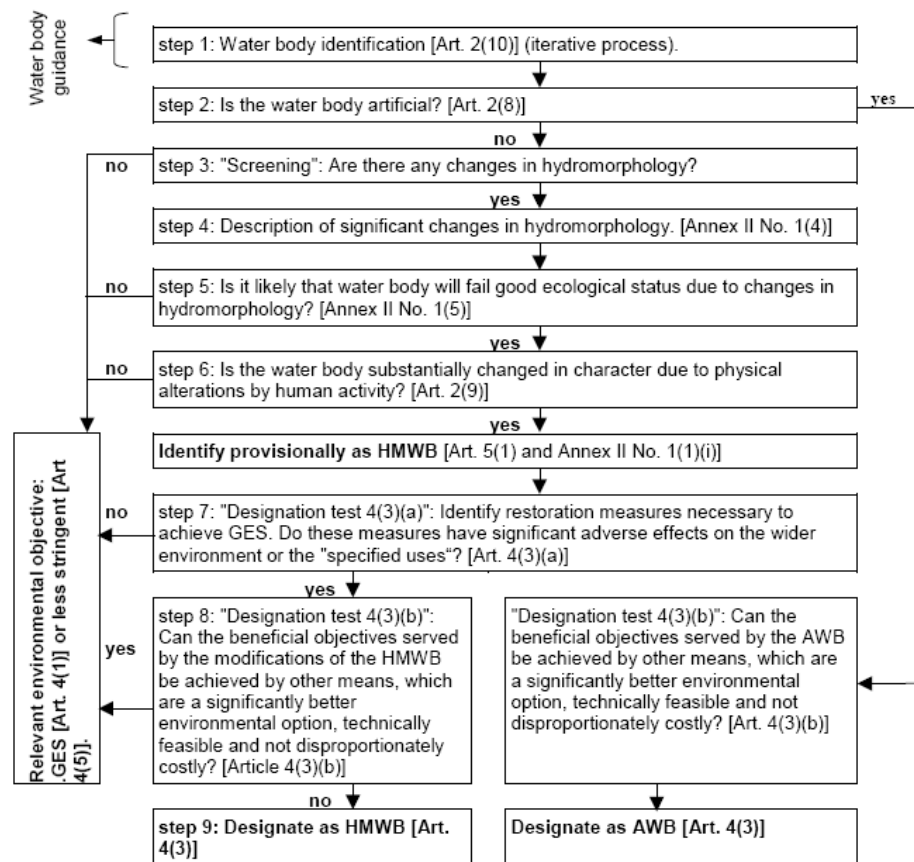 Water body
guidance
step 1: Water body identification [Art. 2(10)] (iterative process).
step 2: Is the water body artificial? [Art. 2(8)]
yes
no
no
step 3: "Screening": Are there any changes in hydromorphology?
yes
step 4: Description of significant changes in hydromorphology. [Annex II No. 1(4)]
no
step 5: Is it likely that water body will fail good ecological status due to changes in
hydromorphology? [Annex II No. 1(5)]
yes
no
step 6: Is the water body substantially changed in character due to physical
alterations by human activity? [Art. 2(9)]
yes
Identify provisionally as HMWB [Art. 5(1) and Annex II No. 1(1)(i)]
Relevant environmental objective:
.GES [Art. 4(1)] or less stringent [Art
4(5)].
no
step 7: "Designation test 4(3)(a)": Identify restoration measures necessary to
achieve GES. Do these measures have significant adverse effects on the wider
environment or the "specified uses“? [Art. 4(3)(a)]
yes
yes
step 8: "Designation test 4(3)(b)":
Can the beneficial objectives served
by the modifications of the HMWB
be achieved by other means, which
are a significantly better
environmental option, technically
feasible and not disproportionately
costly? [Article 4(3)(b)]
"Designation test 4(3)(b)": Can the
beneficial objectives served by the AWB
be achieved by other means, which are
a significantly better environmental
option, technically feasible and not
disproportionately costly? [Art. 4(3)(b)]
no
step 9: Designate as HMWB [Art.
4(3)]
Designate as AWB [Art. 4(3)]